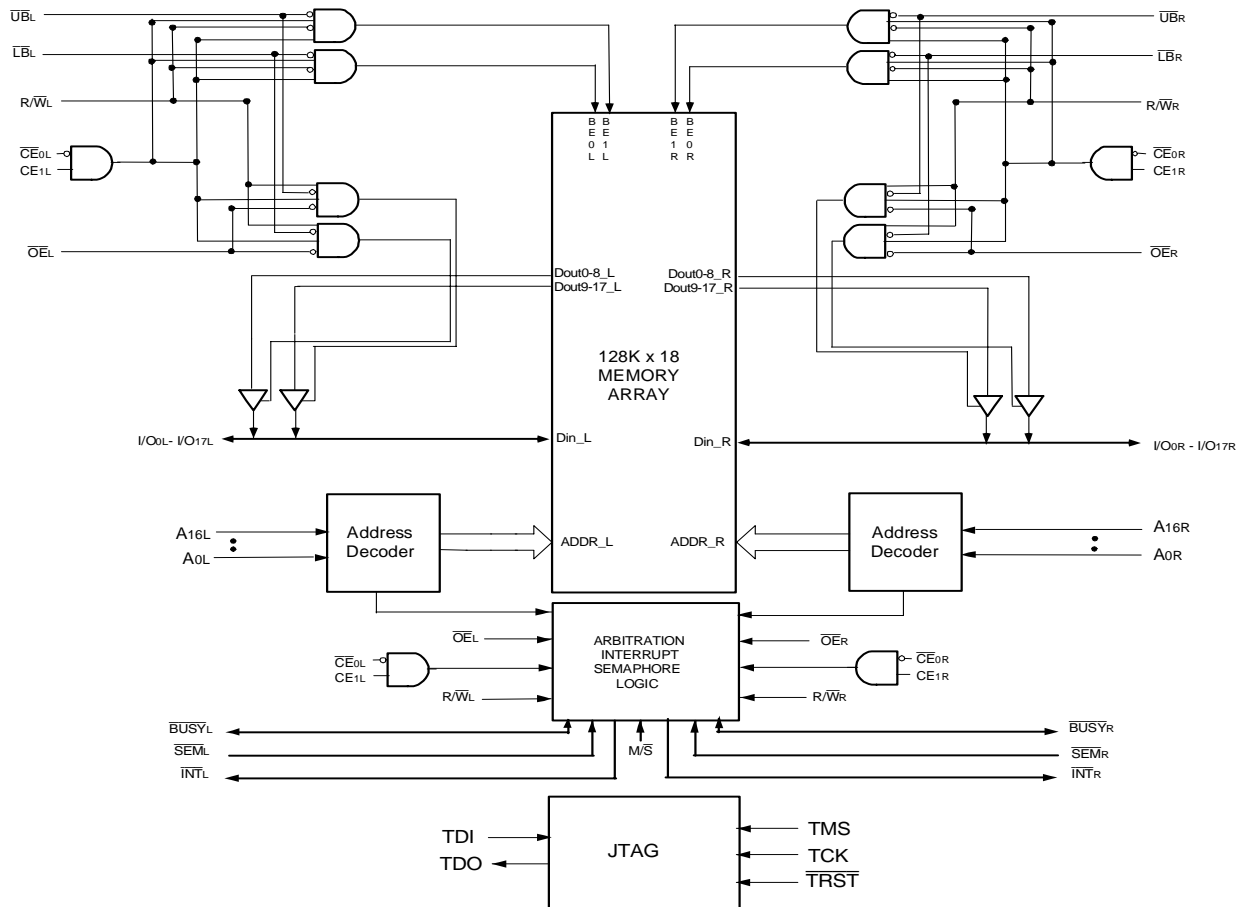 UBL
UBR
LBL
LBR
R/WL
R/WR
BE0L
BE1L
BE1R
BE0R
CE0L
CE1L
CE0R
CE1R
OEL
OER
Dout0-8_L
Dout9-17_L
Dout0-8_R
Dout9-17_R
128K x 18
MEMORY
ARRAY
I/O0L- I/O17L
Din_L
Din_R
I/O0R - I/O17R
A16L
A0L
Address
Decoder
ADDR_L
ADDR_R
Address
Decoder
A16R
A0R
OEL
CE0L
CE1L
R/WL
ARBITRATION
INTERRUPT
SEMAPHORE
LOGIC
OER
CE0R
CE1R
R/WR
BUSYL
SEML
INTL
M/S
BUSYR
SEMR
INTR
TDI
TDO
JTAG
TMS
TCK
TRST